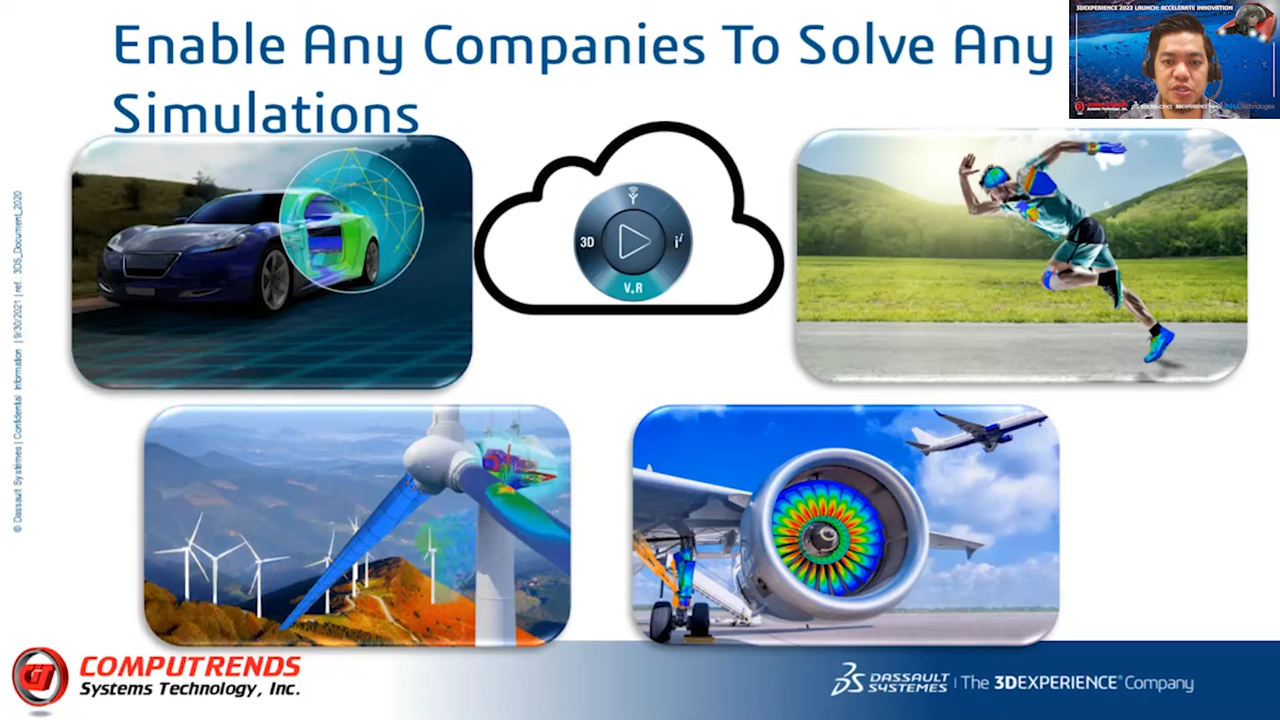 Enable Any Companies To Solve Any
Simulations
3DEXPERIENCE 2022 LAUNCH: ACCELERATE INNOVATION
3D
i
V,R
© Dassault Systèmes | Confidential Information | 9/30/2021 | ref.: 3DS_Document_2020
COMPUTRENDS
Systems Technology, Inc.
DASSAULT
SYSTEMES
The 3DEXPERIENCE® Company